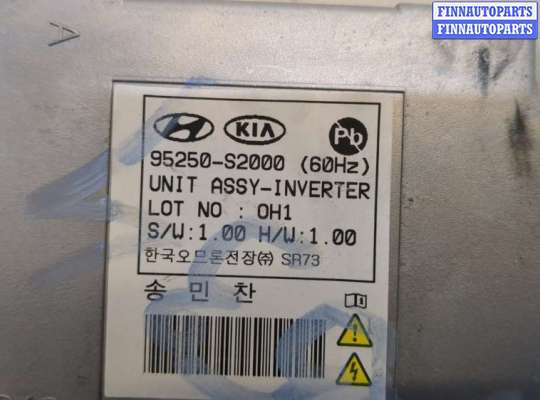 FINNAUTOPARTS
FINNAUTOPARTS
A
KIA Pb
95250-S2000 (60Hz)
UNIT ASSY-INVERTER
LOT NO : OH1
S/W:1.00 H/W:1.00
한국오므론전장㈜ SR73
송 민 찬